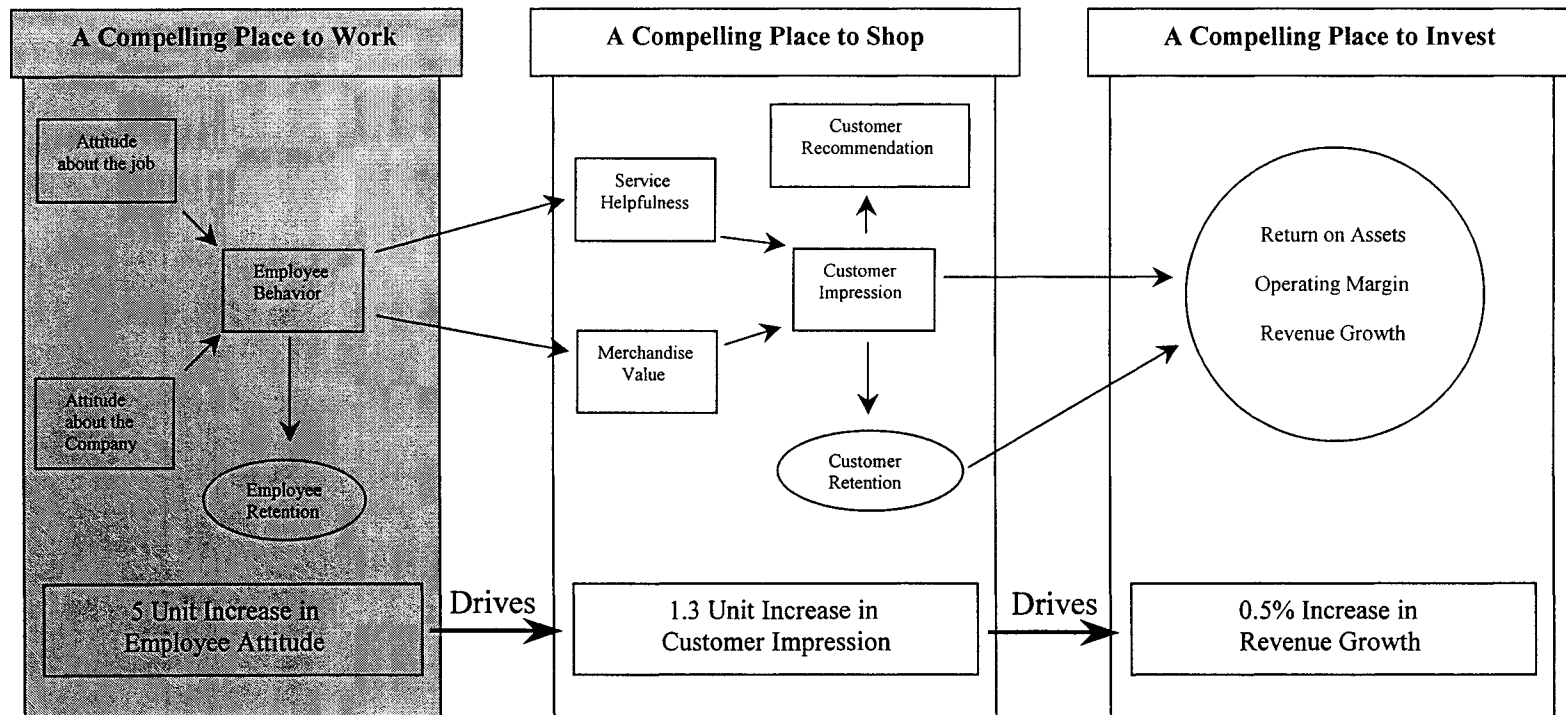 A Compelling Place to Work
Attitude
about the job
Employee
Behavior
Attitude
about the
Company
Employee
Retention
5 Unit Increase in
Employee Attitude
Drives
A Compelling Place to Shop
Customer
Recommendation
Service
Helpfulness
Customer
Impression
Merchandise
Value
Customer
Retention
1.3 Unit Increase in
Customer Impression
Drives
A Compelling Place to Invest
Return on Assets
Operating Margin
Revenue Growth
0.5% Increase in
Revenue Growth